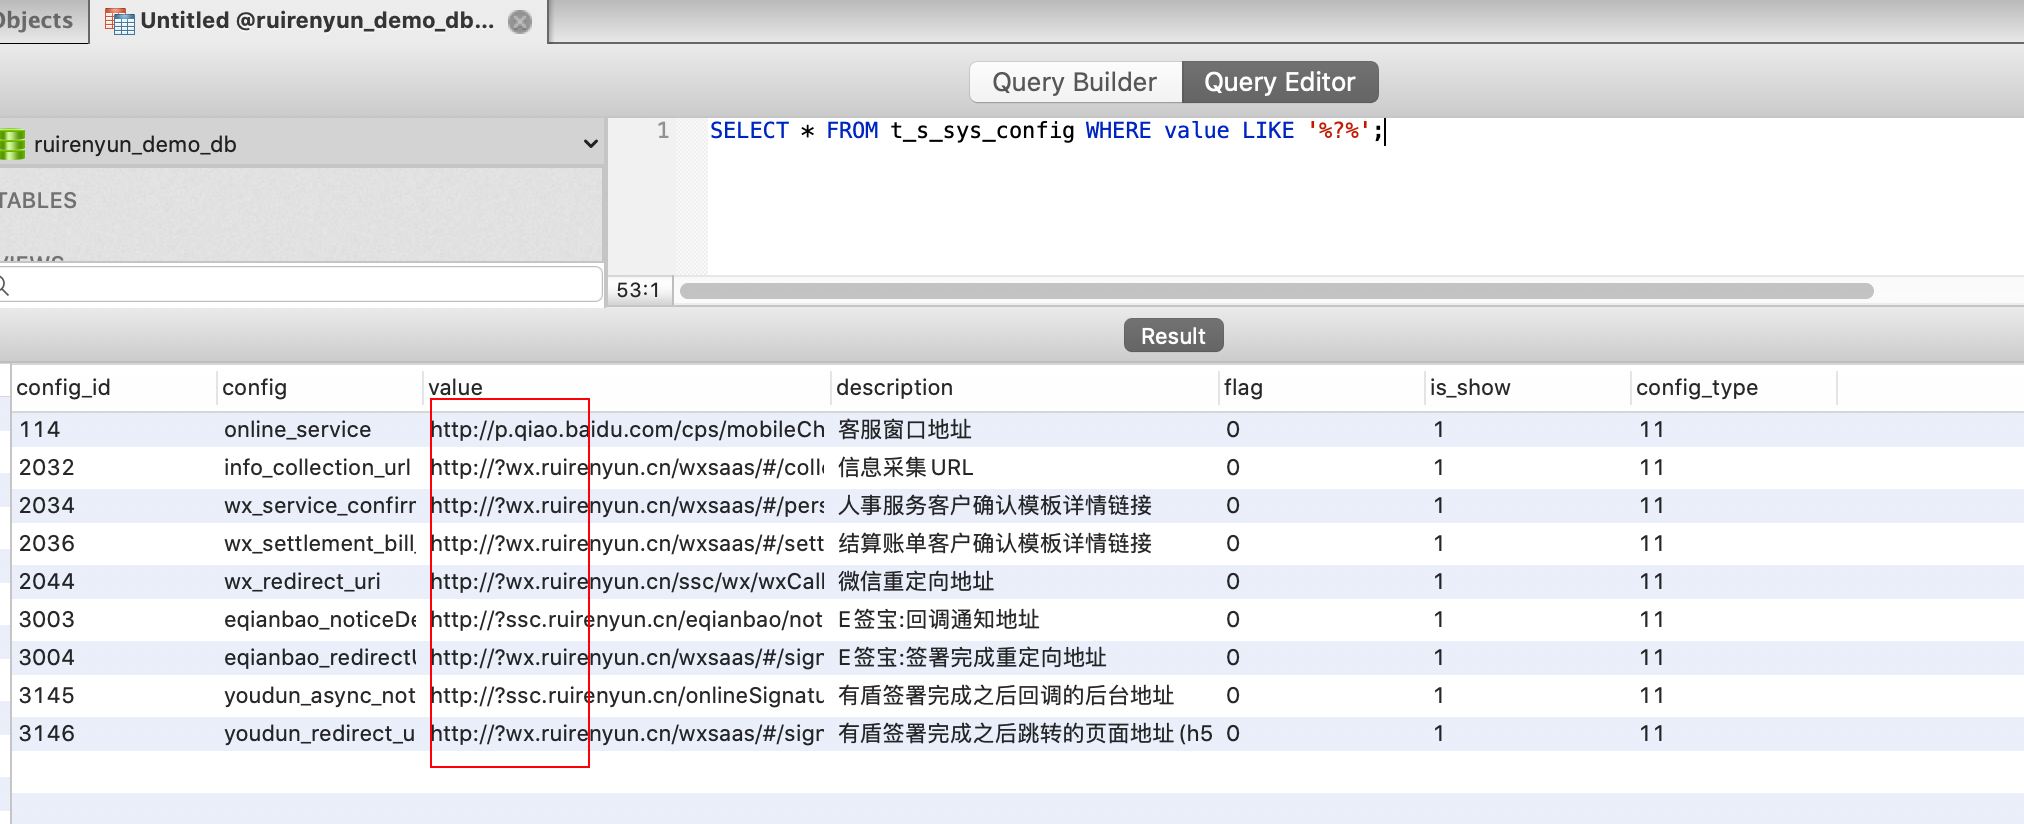 Objects
Untitled @ruirenyun_demo_db...
Query Builder
Query Editor
ruirenyun_demo_db
TABLES
VIEWS
1
SELECT * FROM t_s_sys_config WHERE value LIKE '%?%';
53:1
Result
config_id config value description flag is_show config_type
114 online_service http://p.qiao.baidu.com/cps/mobileCh 客服窗口地址 0 1 11
2032 info_collection_url http://?wx.ruirenyun.cn/wxsaas/#/coll 信息采集URL 0 1 11
2034 wx_service_confir http://?wx.ruirenyun.cn/wxsaas/#/pers 人事服务客户确认模板详情链接 0 1 11
2036 wx_settlement_bill_ http://?wx.ruirenyun.cn/wxsaas/#/sett 结算账单客户确认模板详情链接 0 1 11
2044 wx_redirect_uri http://?wx.ruirenyun.cn/ssc/wx/wxCall 微信重定向地址 0 1 11
3003 eqianbao_noticeDe http://?ssc.ruirenyun.cn/eqianbao/not E签宝:回调通知地址 0 1 11
3004 eqianbao_redirectU http://?wx.ruirenyun.cn/wxsaas/#/sign E签宝:签署完成重定向地址 0 1 11
3145 youdun_async_not http://?ssc.ruirenyun.cn/onlineSignatu 有盾签署完成之后回调的后台地址 0 1 11
3146 youdun_redirect_u http://?wx.ruirenyun.cn/wxsaas/#/sign 有盾签署完成之后跳转的页面地址(h5 0 1 11